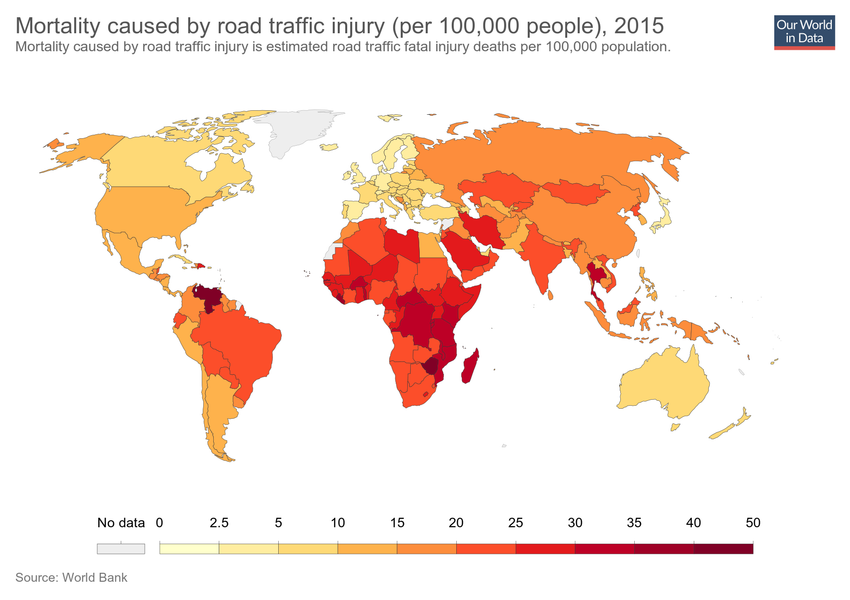 Mortality caused by road traffic injury (per 100,000 people), 2015
Mortality caused by road traffic injury is estimated road traffic fatal injury deaths per 100,000 population.
Our World
in Data
No data 0 2.5 5 10 15 20 25 30 35 40 50
Source: World Bank